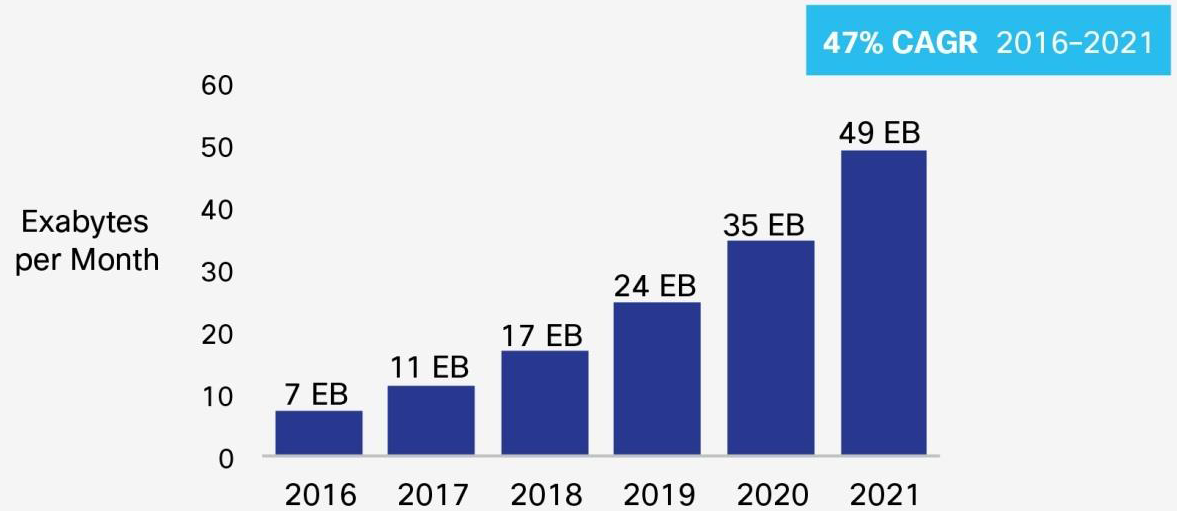 47% CAGR 2016–2021
60
50
40
30
20
10
0
Exabytes
per Month
7 EB
11 EB
17 EB
24 EB
35 EB
49 EB
2016 2017 2018 2019 2020 2021